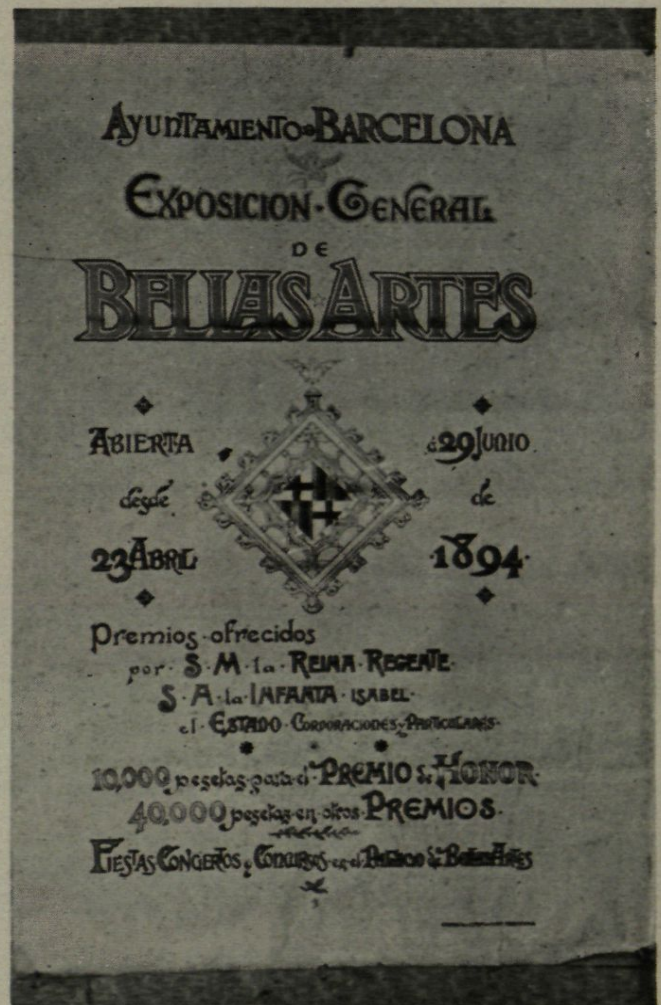 AYUNTAMIENTO DE BARCELONA
EXPOSICION · GENERAL
DE
BELLAS ARTES
ABIERTA
desde
23 ABRIL
á 29 JUNIO
de
1894
Premios · ofrecidos
por · S · M · la · REINA · REGENTE ·
S · A · la · INFANTA · ISABEL ·
el · ESTADO · CORPORACIONES y PARTICULARES ·
10,000 pesetas para el PREMIO de HONOR ·
40,000 pesetas en otros PREMIOS ·
FIESTAS CONCIERTOS y CONCURSOS en el PALACIO de BELLAS ARTES